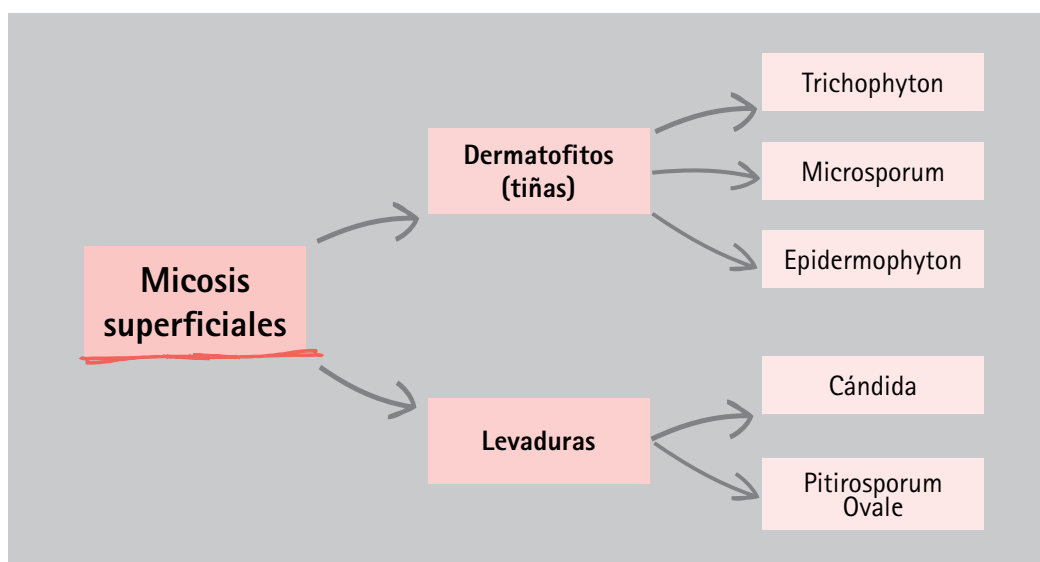 Micosis
superficiales
Dermatofitos
(tiñas)
Trichophyton
Microsporum
Epidermophyton
Levaduras
Cándida
Pitirosporum
Ovale